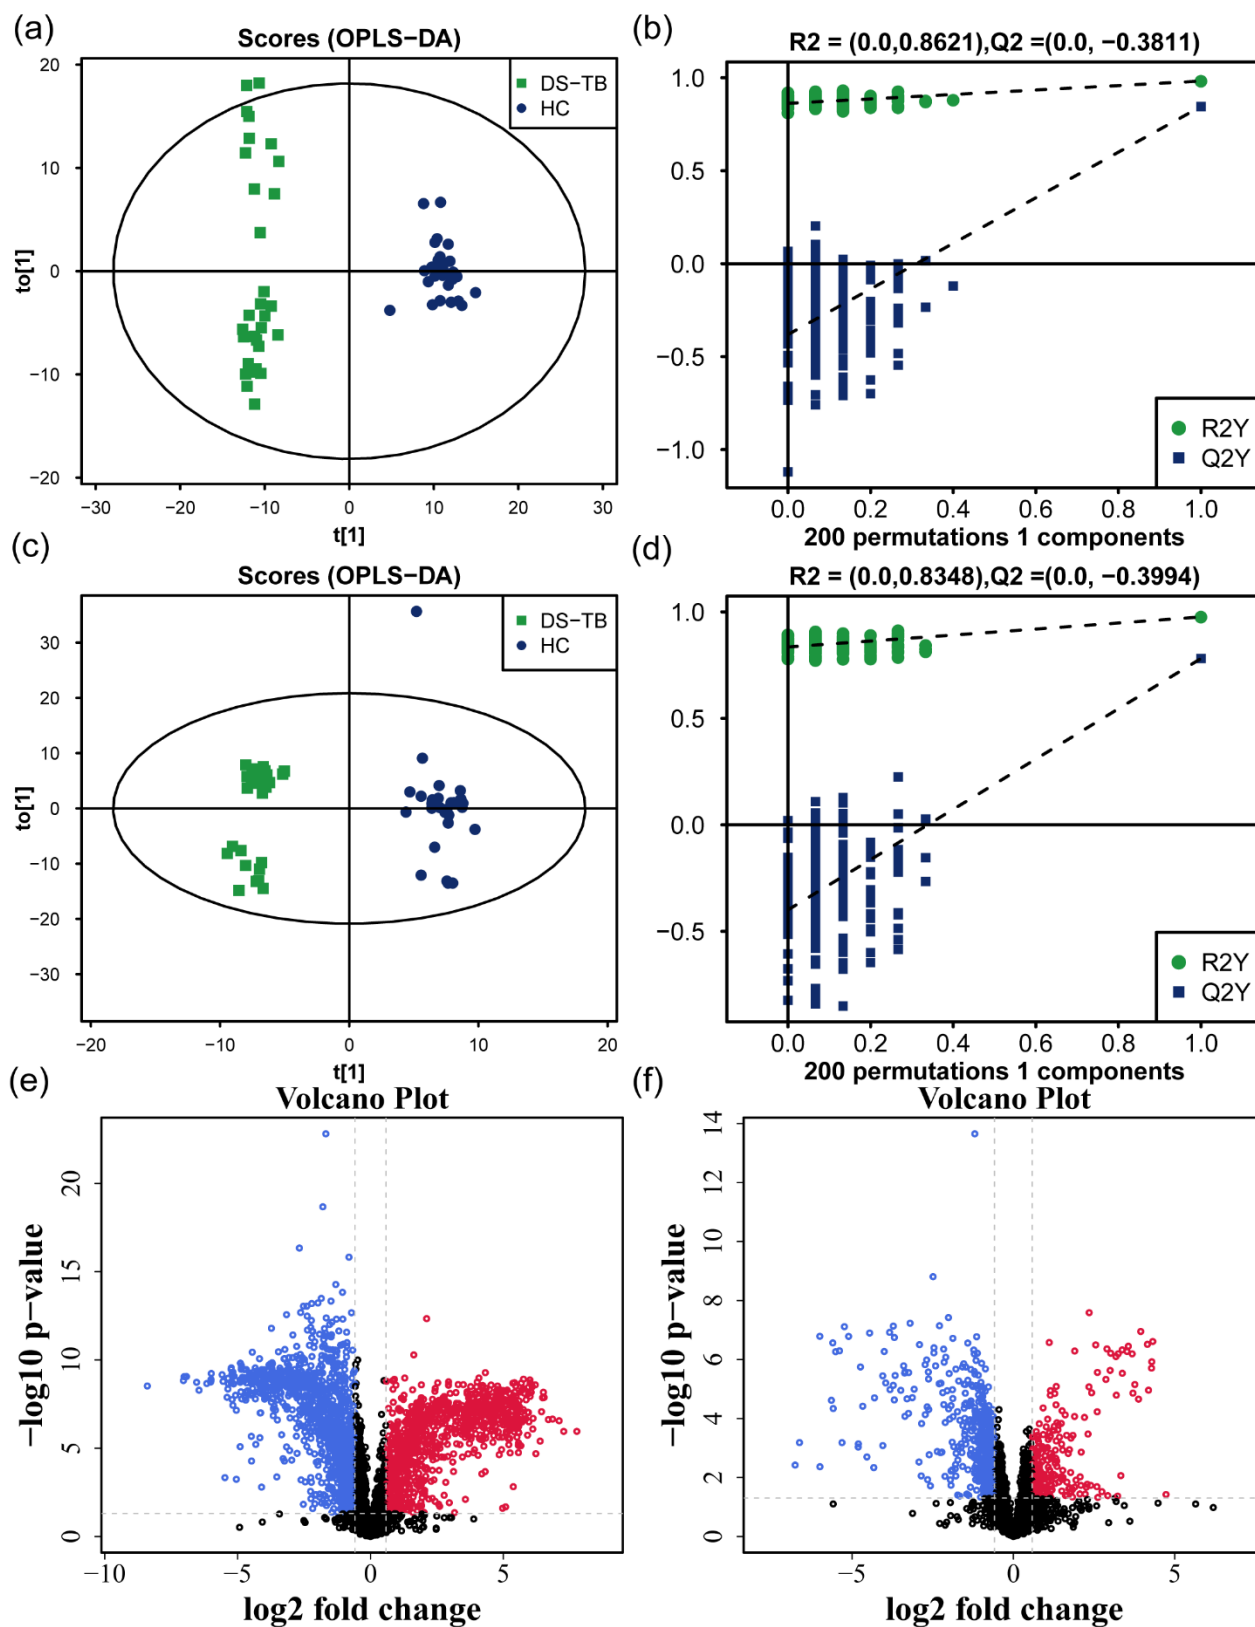 (a)
Scores (OPLS−DA)
DS−TB
HC
to[1]
20
10
0
−10
−20
−30
−20
−10
0
10
20
30
t[1]
(b)
R2 = (0.0,0.8621),Q2 =(0.0, −0.3811)
1.0
0.5
0.0
−0.5
−1.0
R2Y
Q2Y
0.0
0.2
0.4
0.6
0.8
1.0
200 permutations 1 components
(c)
Scores (OPLS−DA)
DS−TB
HC
to[1]
30
20
10
0
−10
−20
−30
−20
−10
0
10
20
t[1]
(d)
R2 = (0.0,0.8348),Q2 =(0.0, −0.3994)
1.0
0.5
0.0
−0.5
R2Y
Q2Y
0.0
0.2
0.4
0.6
0.8
1.0
200 permutations 1 components
(e)
Volcano Plot
−log10 p−value
20
15
10
5
0
−10
−5
0
5
log2 fold change
(f)
Volcano Plot
−log10 p−value
14
12
10
8
6
4
2
0
−5
0
5
log2 fold change